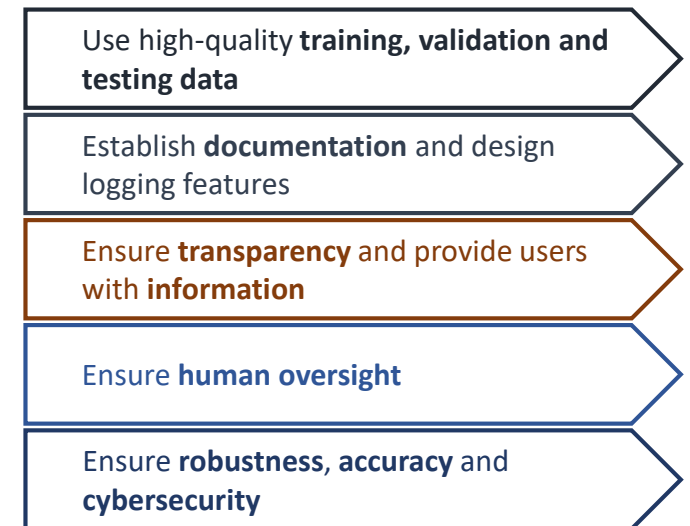 Use high-quality training, validation and
testing data
Establish documentation and design
logging features
Ensure transparency and provide users
with information
Ensure human oversight
Ensure robustness, accuracy and
cybersecurity